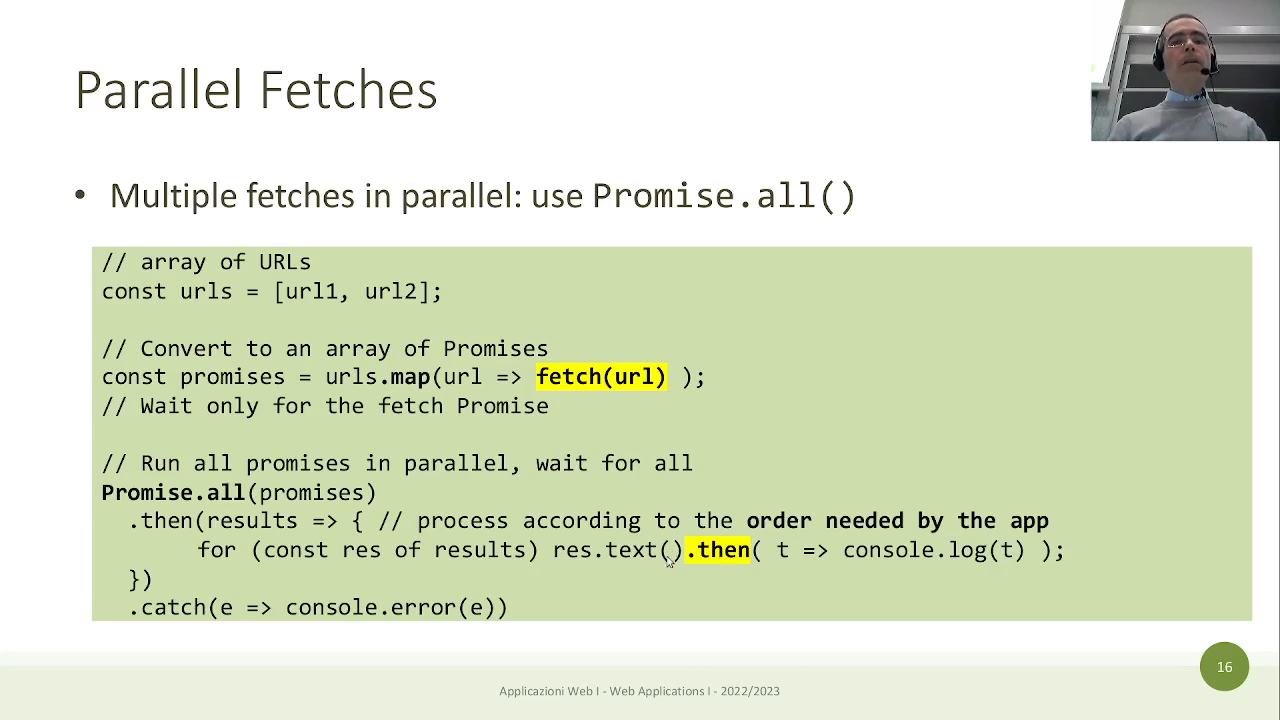 Parallel Fetches
• Multiple fetches in parallel: use Promise.all()
// array of URLs
const urls = [url1, url2];
// Convert to an array of Promises
const promises = urls.map(url => fetch(url) );
// Wait only for the fetch Promise
// Run all promises in parallel, wait for all
Promise.all(promises)
.then(results => { // process according to the order needed by the app
for (const res of results) res.text().then( t => console.log(t) );
})
.catch(e => console.error(e))
16
Applicazioni Web I - Web Applications I - 2022/2023